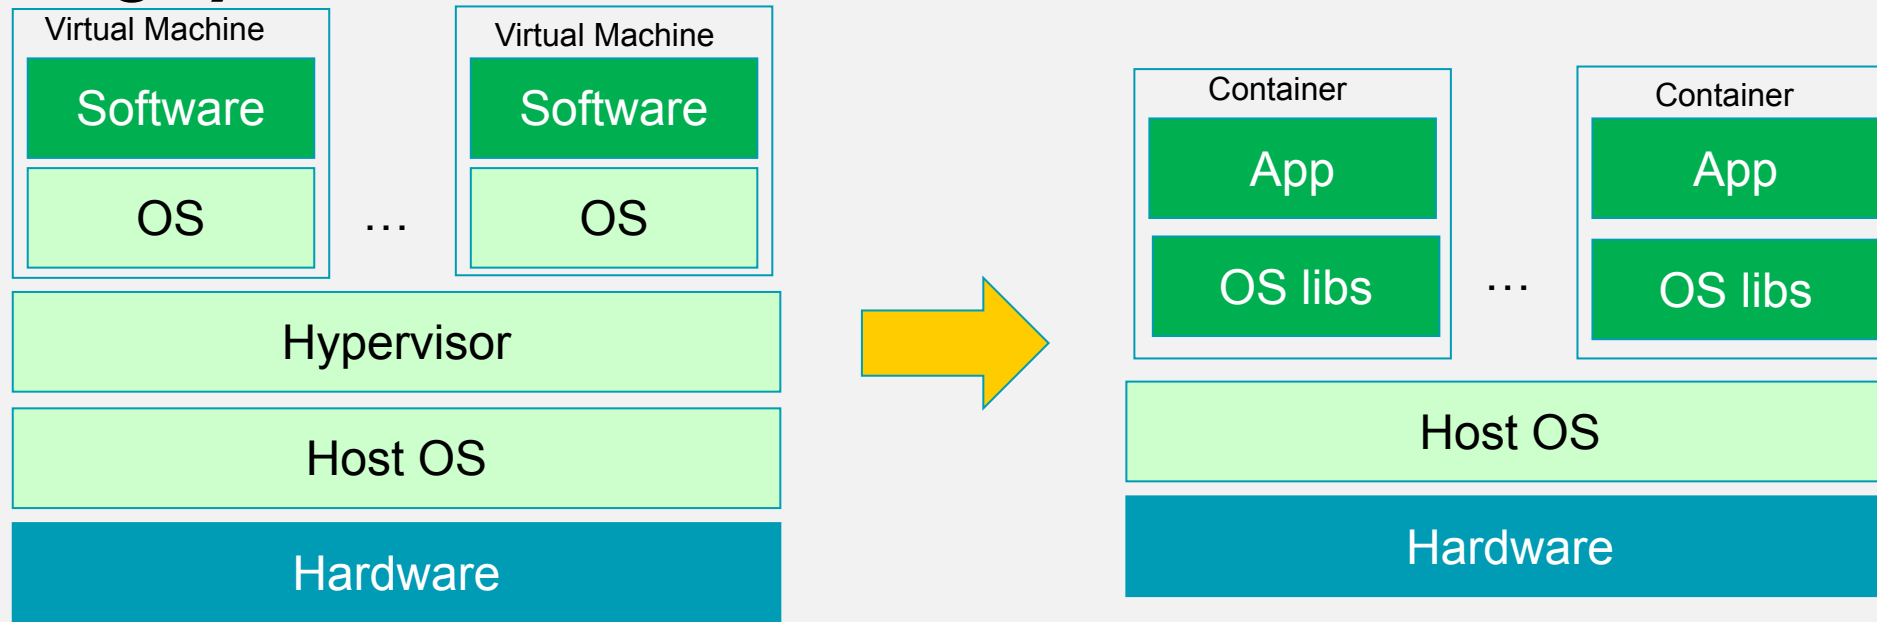 Virtual Machine
Software
OS
...
Virtual Machine
Software
OS
Hypervisor
Host OS
Hardware
Container
App
OS libs
...
Container
App
OS libs
Host OS
Hardware